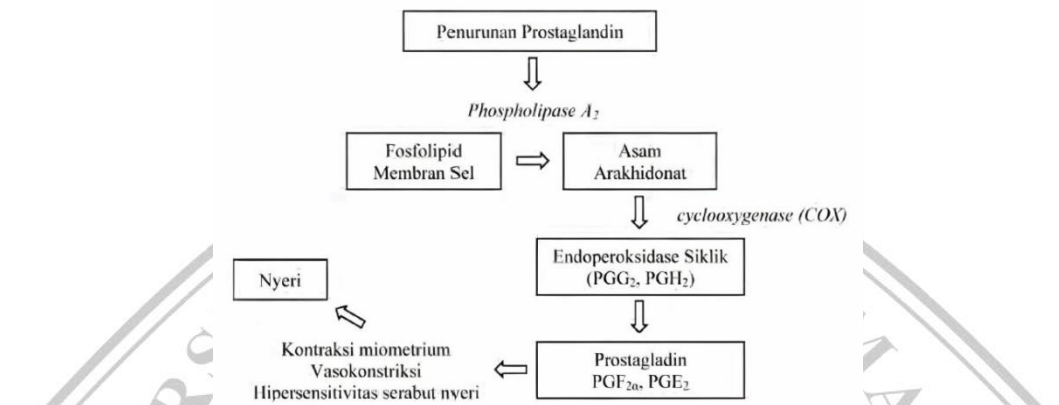 Penurunan Prostaglandin
Phospholipase A₂
Fosfolipid
Membran Sel
Asam
Arakhidonat
cyclooxygenase (COX)
Endoperoksidase Siklik
(PGG₂, PGH₂)
Nyeri
Kontraksi miometrium
Vasokonstriksi
Hipersensitivitas serabut nyeri
Prostagladin
PGF₂α, PGE₂